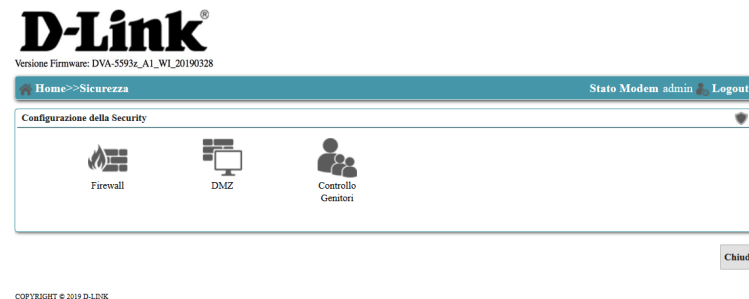 D-Link®
Versione Firmware: DVA-5593z_A1_WI_20190328
Home>>Sicurezza Stato Modem admin Logout
Configurazione della Security
Firewall DMZ Controllo
Genitori
Chiud
COPYRIGHT © 2019 D-LINK